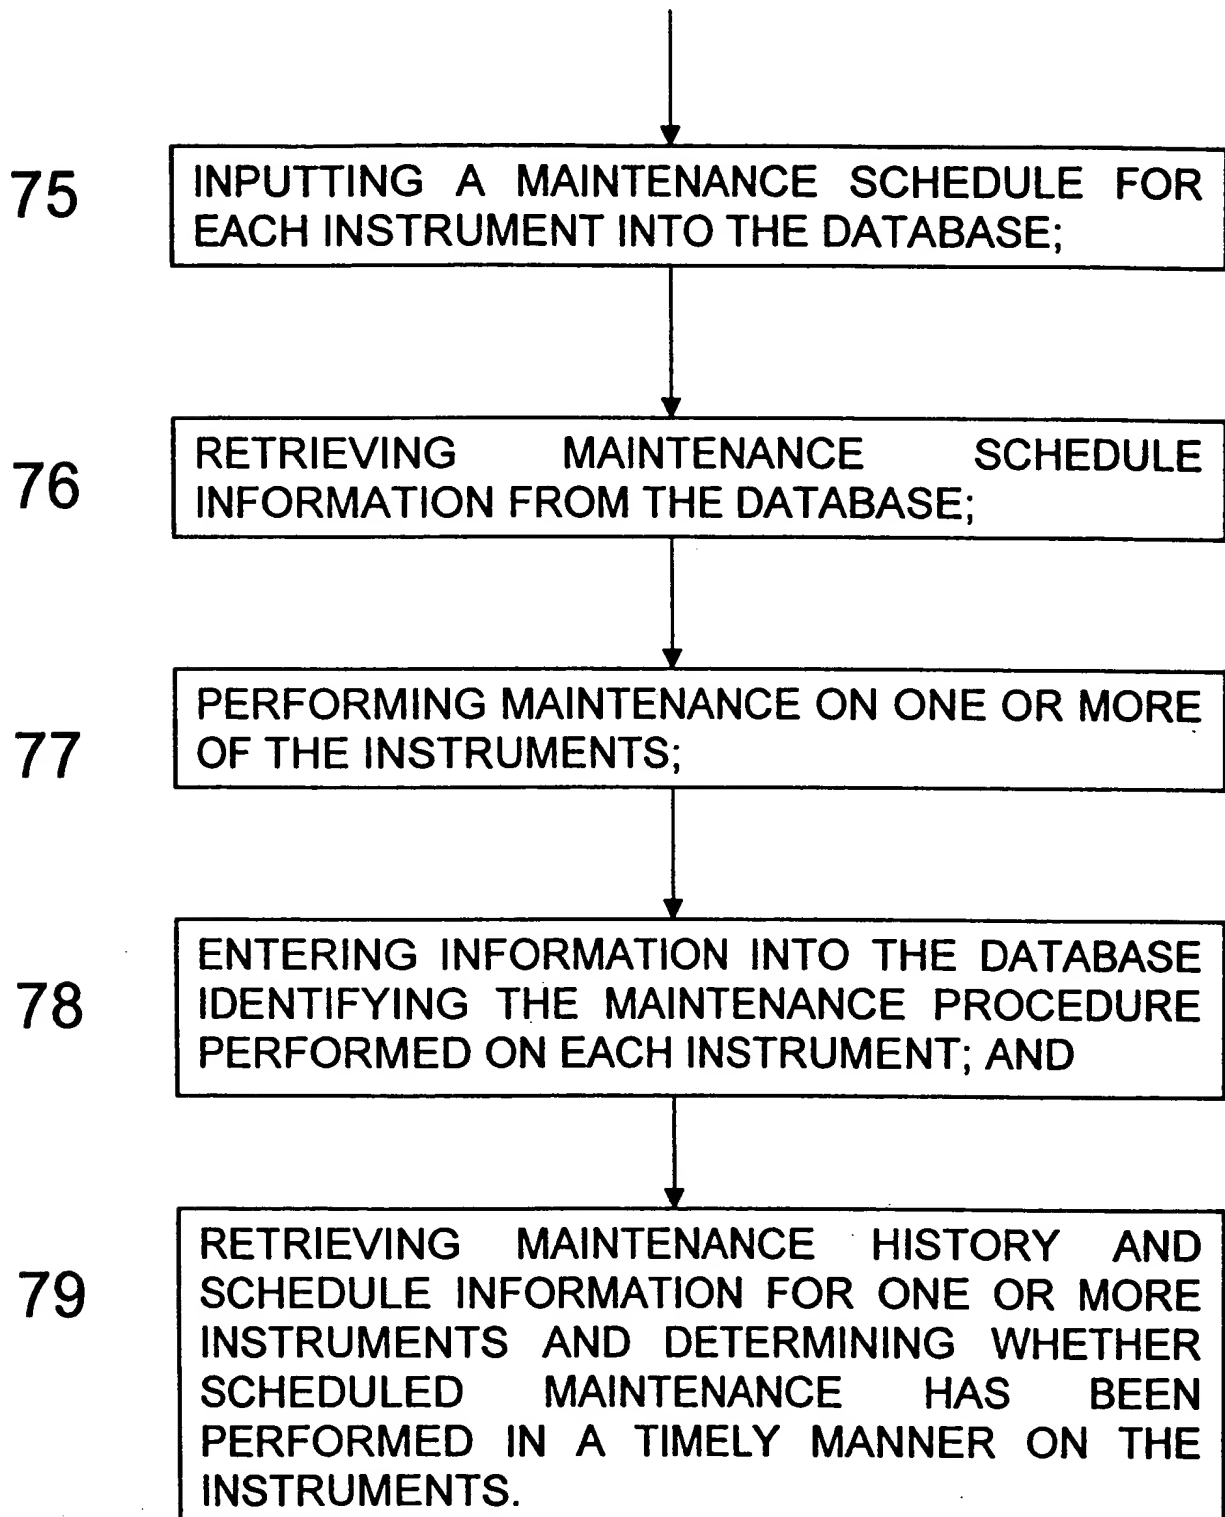 75
INPUTTING A MAINTENANCE SCHEDULE FOR
EACH INSTRUMENT INTO THE DATABASE;
76
RETRIEVING MAINTENANCE SCHEDULE
INFORMATION FROM THE DATABASE;
77
PERFORMING MAINTENANCE ON ONE OR MORE
OF THE INSTRUMENTS;
78
ENTERING INFORMATION INTO THE DATABASE
IDENTIFYING THE MAINTENANCE PROCEDURE
PERFORMED ON EACH INSTRUMENT; AND
79
RETRIEVING MAINTENANCE HISTORY AND
SCHEDULE INFORMATION FOR ONE OR MORE
INSTRUMENTS AND DETERMINING WHETHER
SCHEDULED MAINTENANCE HAS BEEN
PERFORMED IN A TIMELY MANNER ON THE
INSTRUMENTS.